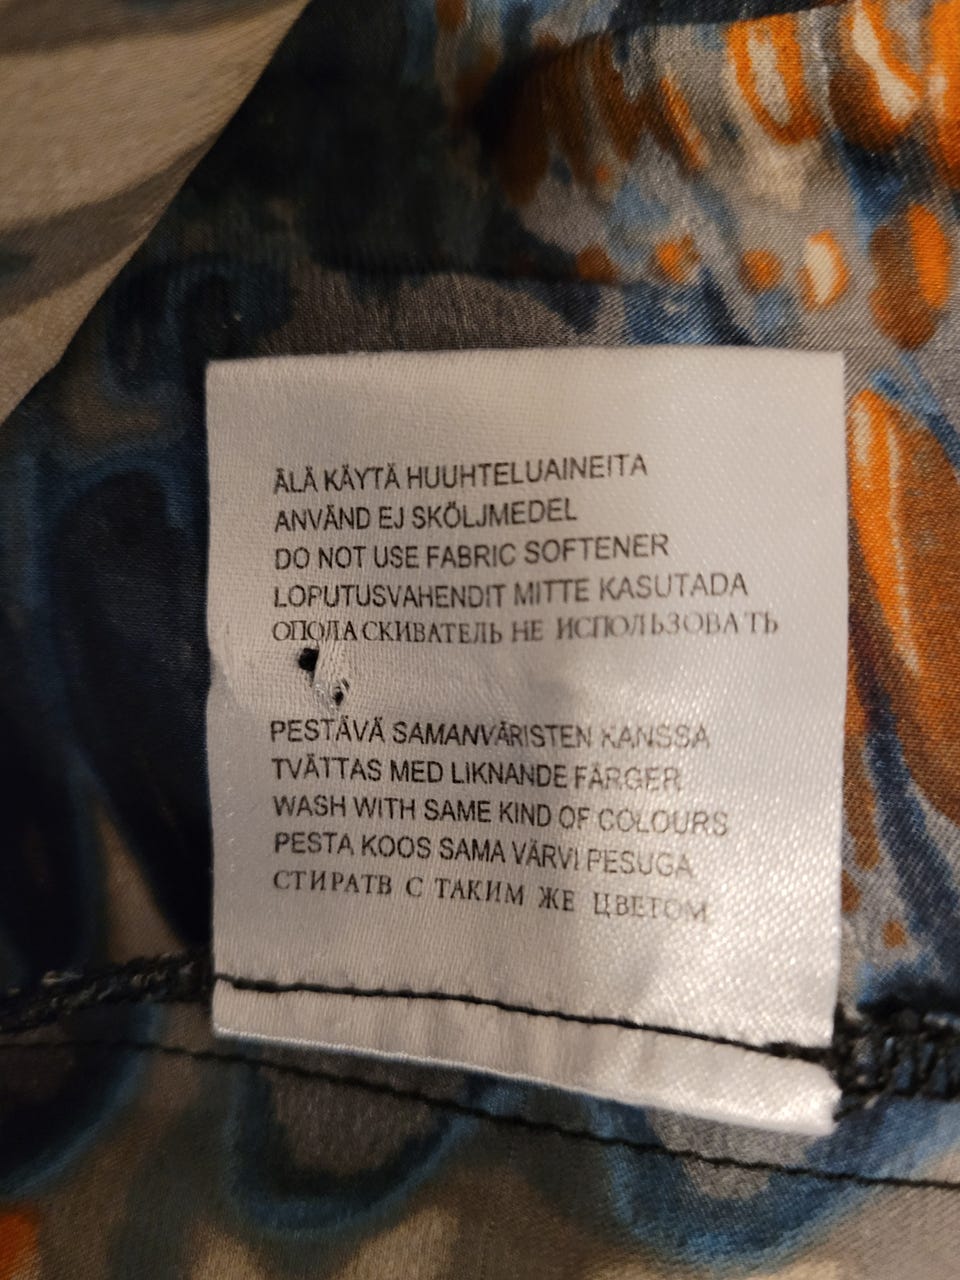 ÄLÄ KÄYTÄ HUUHTELUAINEITA
ANVÄND EJ SKÖLJMEDEL
DO NOT USE FABRIC SOFTENER
LOPUTUSVAHENDIT MITTE KASUTADA
ОПОЛАСКИВАТЕЛЬ НЕ ИСПОЛЬЗОВАТЬ
PESTÄVÄ SAMANVÄRISTEN KANSSA
TVÄTTAS MED LIKNANDE FÄRGER
WASH WITH SAME KIND OF COLOURS
PESTA KOOS SAMA VÄRVI PESUGA
СТИРАТВ С ТАКИМ ЖЕ ЦВЕТОМ